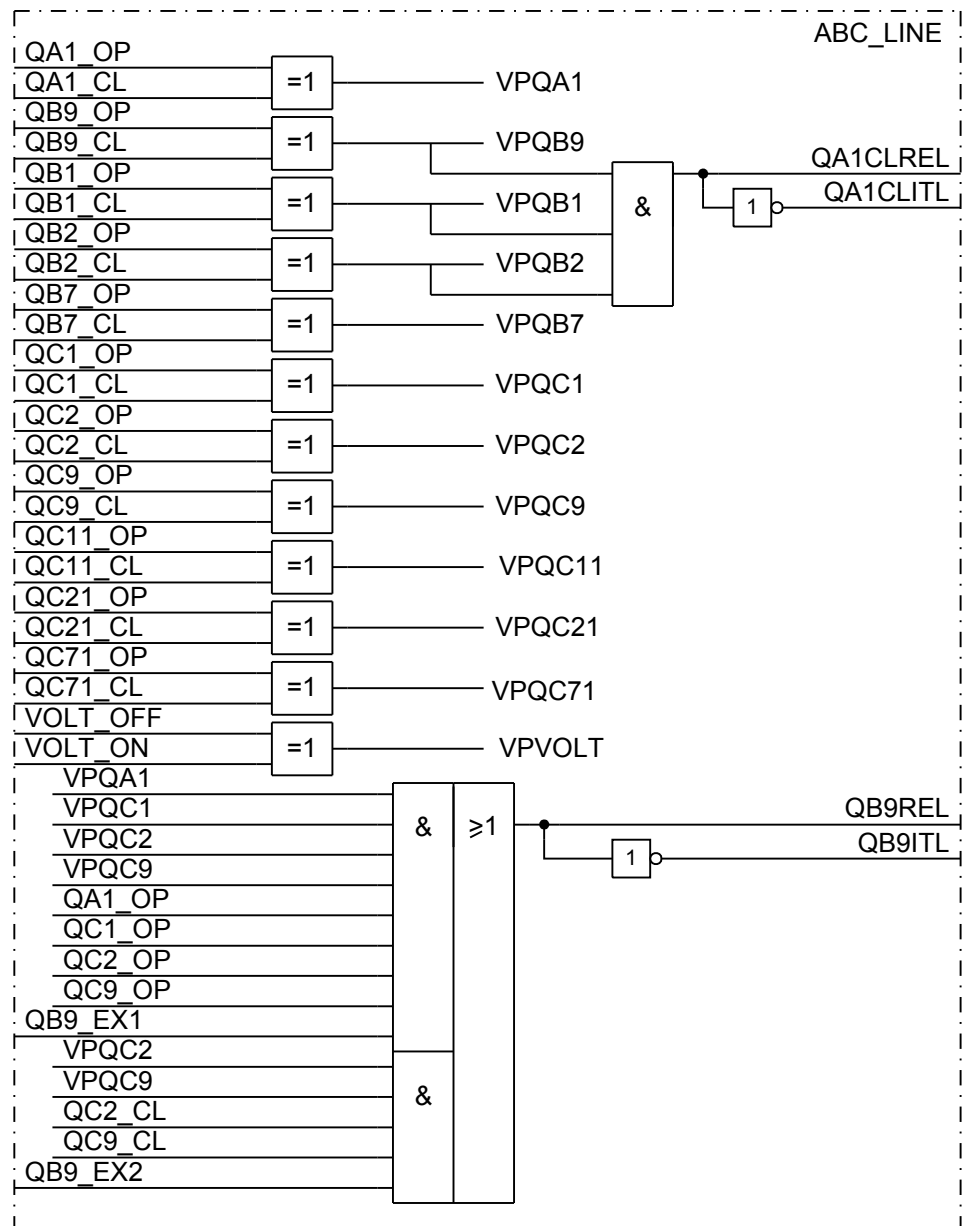 ABC_LINE
QA1_OP
QA1_CL
=1
VPQA1
QB9_OP
QB9_CL
=1
VPQB9
QA1CLREL
QB1_OP
QB1_CL
=1
VPQB1
&
1
QA1CLITL
QB2_OP
QB2_CL
=1
VPQB2
QB7_OP
QB7_CL
=1
VPQB7
QC1_OP
QC1_CL
=1
VPQC1
QC2_OP
QC2_CL
=1
VPQC2
QC9_OP
QC9_CL
=1
VPQC9
QC11_OP
QC11_CL
=1
VPQC11
QC21_OP
QC21_CL
=1
VPQC21
QC71_OP
QC71_CL
=1
VPQC71
VOLT_OFF
VOLT_ON
=1
VPVOLT
VPQA1
VPQC1
VPQC2
VPQC9
QA1_OP
QC1_OP
QC2_OP
QC9_OP
QB9_EX1
&
≥1
QB9REL
1
QB9ITL
VPQC2
VPQC9
QC2_CL
QC9_CL
QB9_EX2
&